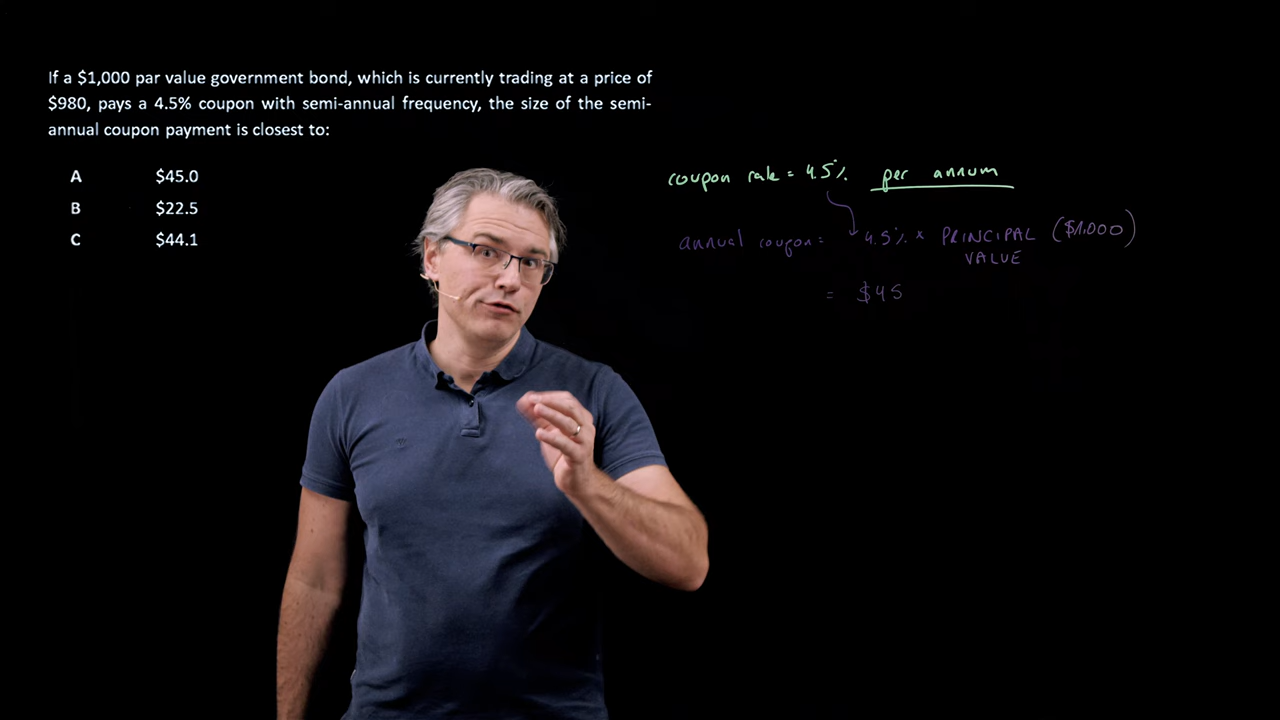 If a $1,000 par value government bond, which is currently trading at a price of
$980, pays a 4.5% coupon with semi-annual frequency, the size of the semi-
annual coupon payment is closest to:
A $45.0
B $22.5
C $44.1
coupon rate = 4.5% per annum
annual coupon = 4.5% × PRINCIPAL VALUE ($1.000)
= $45